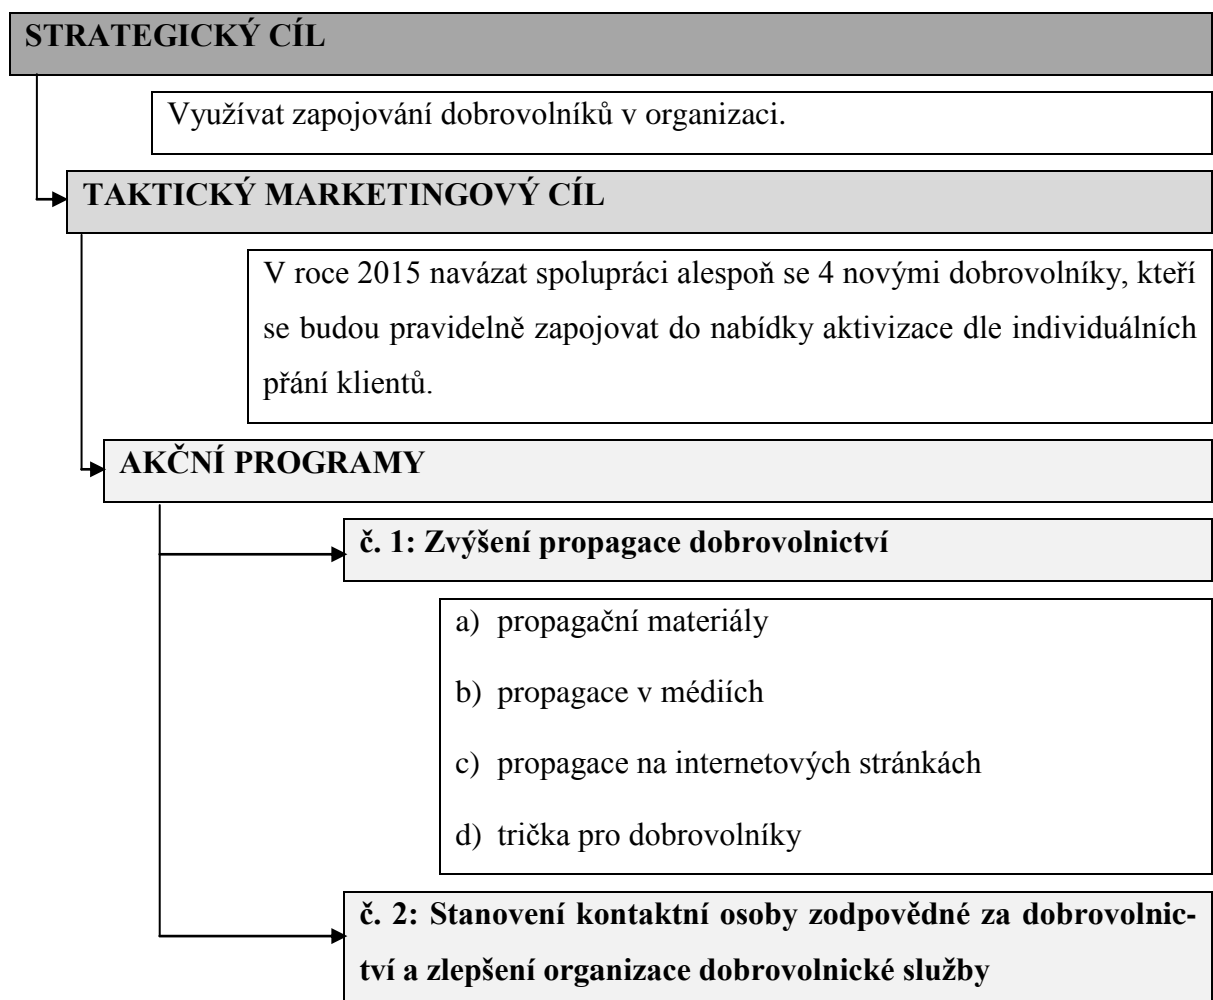 STRATEGICKÝ CÍL
Využívat zapojování dobrovolníků v organizaci.
TAKTICKÝ MARKETINGOVÝ CÍL
V roce 2015 navázat spolupráci alespoň se 4 novými dobrovolníky, kteří
se budou pravidelně zapojovat do nabídky aktivizace dle individuálních
přání klientů.
AKČNÍ PROGRAMY
č. 1: Zvýšení propagace dobrovolnictví
a) propagační materiály
b) propagace v médiích
c) propagace na internetových stránkách
d) trička pro dobrovolníky
č. 2: Stanovení kontaktní osoby zodpovědné za dobrovolnic-
tví a zlepšení organizace dobrovolnické služby